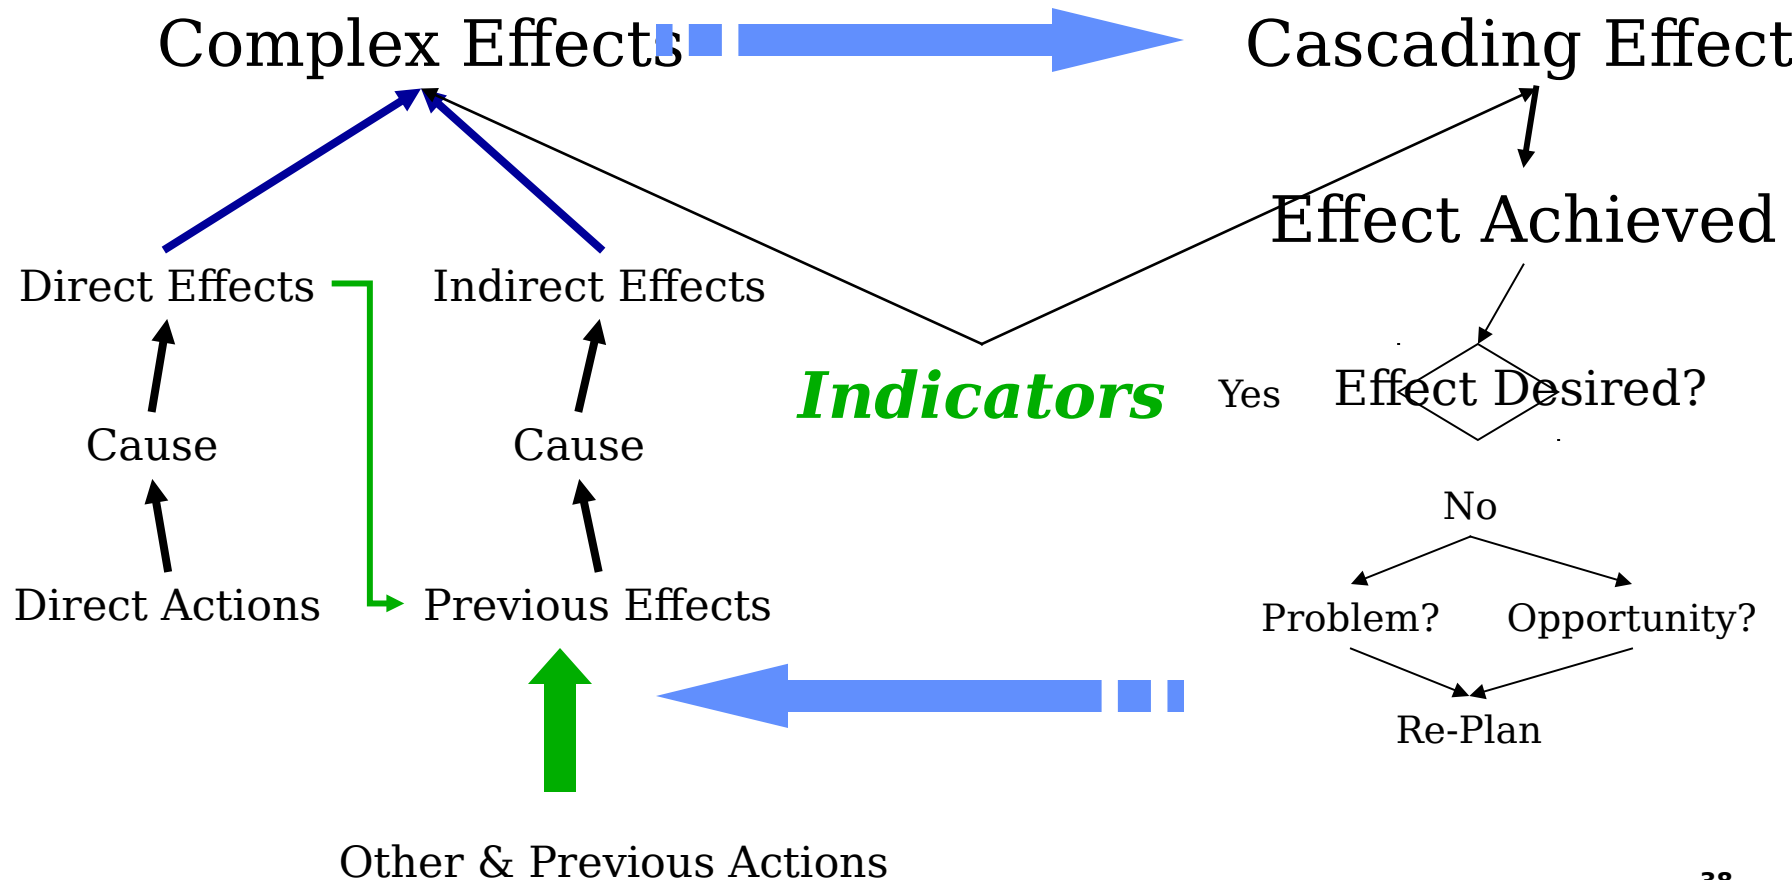 Complex Effects
Cascading Effect
Effect Achieved
Direct Effects
Indirect Effects
Indicators
Yes
Effect Desired?
Cause
Cause
No
Direct Actions
Previous Effects
Problem?
Opportunity?
Re-Plan
Other & Previous Actions
38